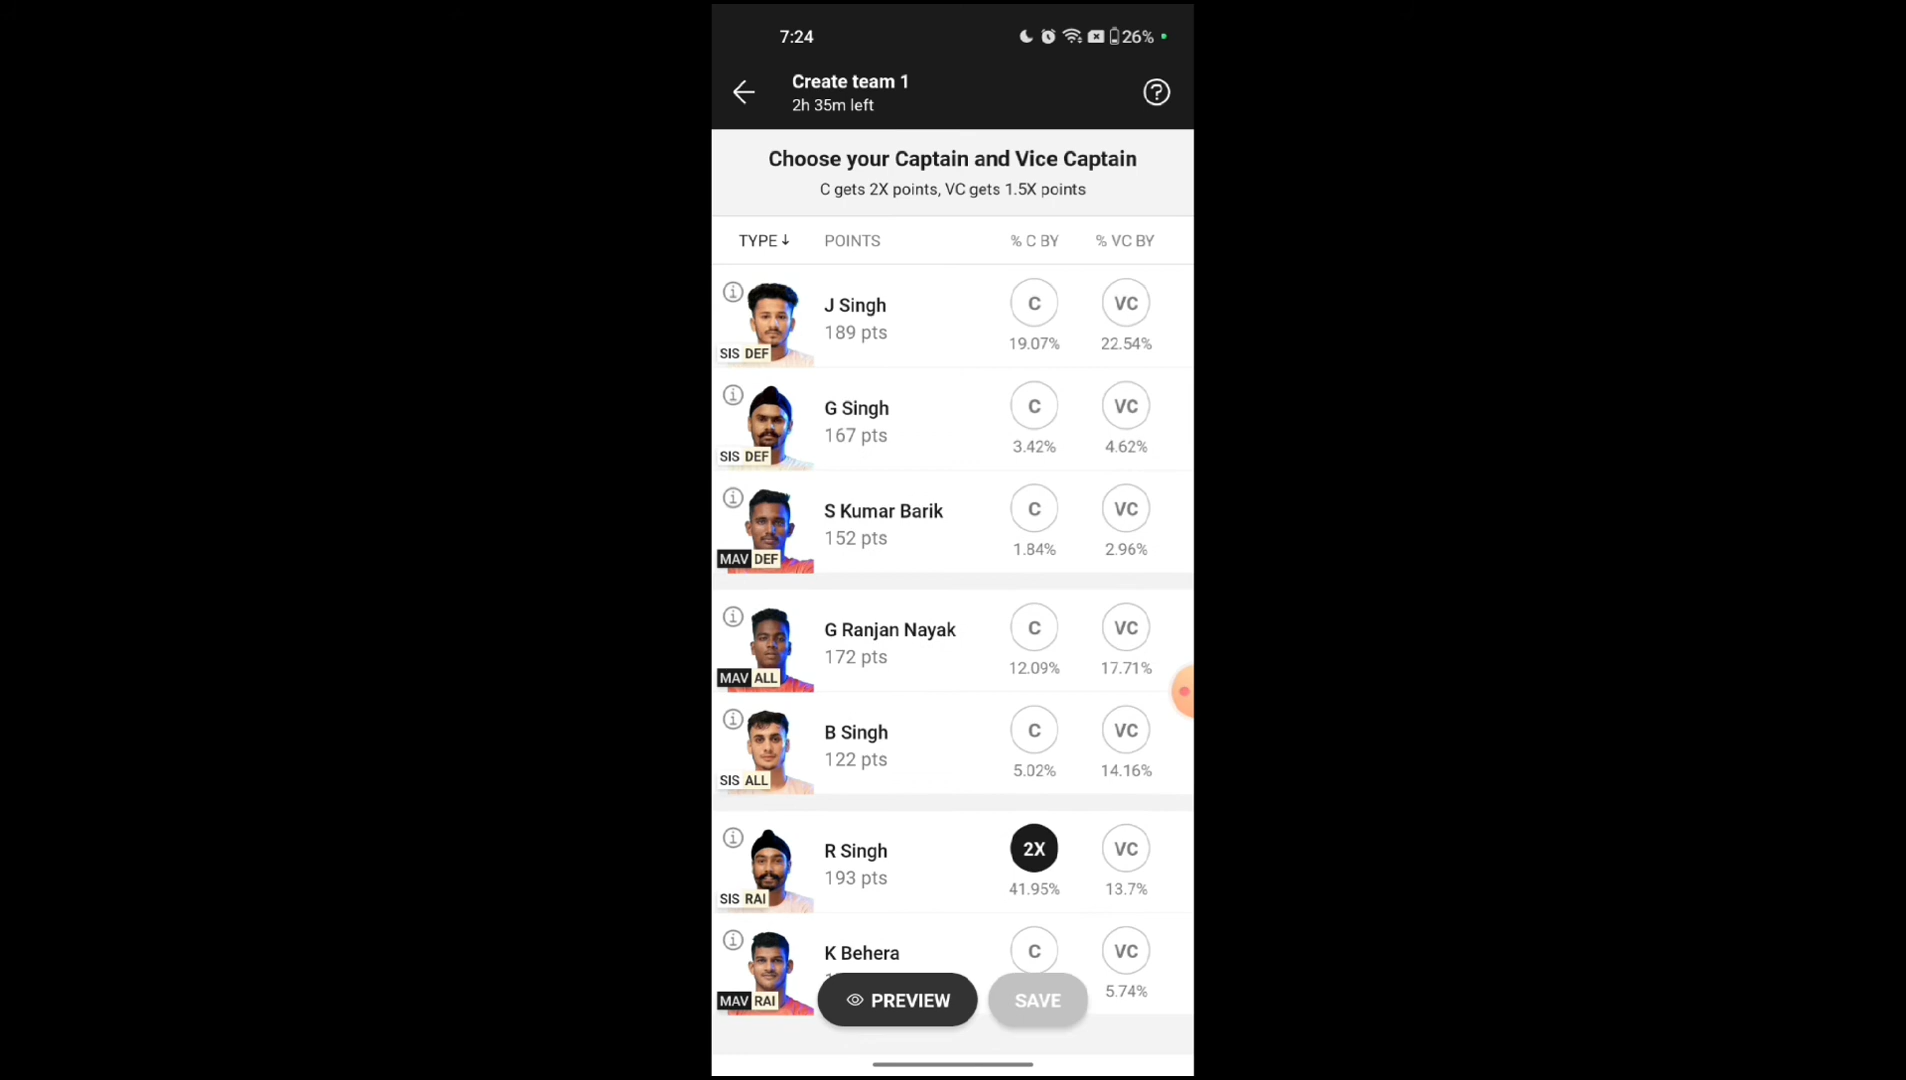 7:24
26%
Create team 1
2h 35m left
Choose your Captain and Vice Captain
C gets 2X points, VC gets 1.5X points
TYPE↓ POINTS % C BY % VC BY
J Singh
189 pts
SIS DEF
C VC
19.07% 22.54%
G Singh
167 pts
SIS DEF
C VC
3.42% 4.62%
S Kumar Barik
152 pts
MAV DEF
C VC
1.84% 2.96%
G Ranjan Nayak
172 pts
MAV ALL
C VC
12.09% 17.71%
B Singh
122 pts
SIS ALL
C VC
5.02% 14.16%
R Singh
193 pts
SIS RAI
2X VC
41.95% 13.7%
K Behera
MAV RAI
C VC
5.74%
PREVIEW SAVE